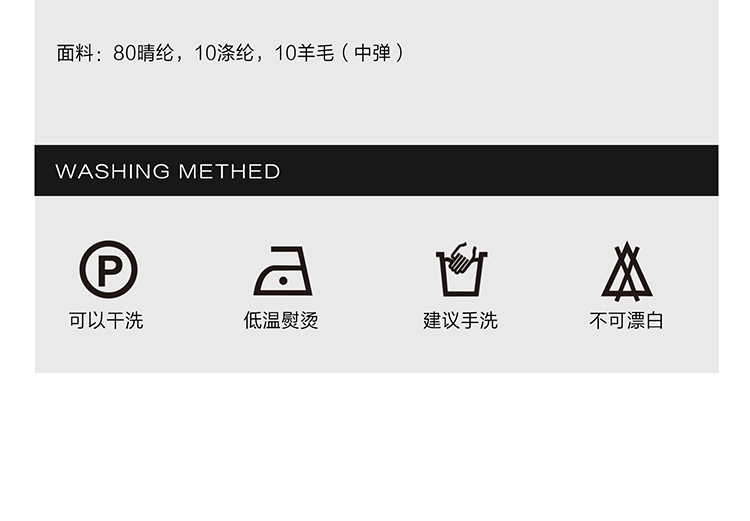 面料：80晴纶，10涤纶，10羊毛（中弹）
WASHING METHED
P
可以干洗
低温熨烫
建议手洗
不可漂白